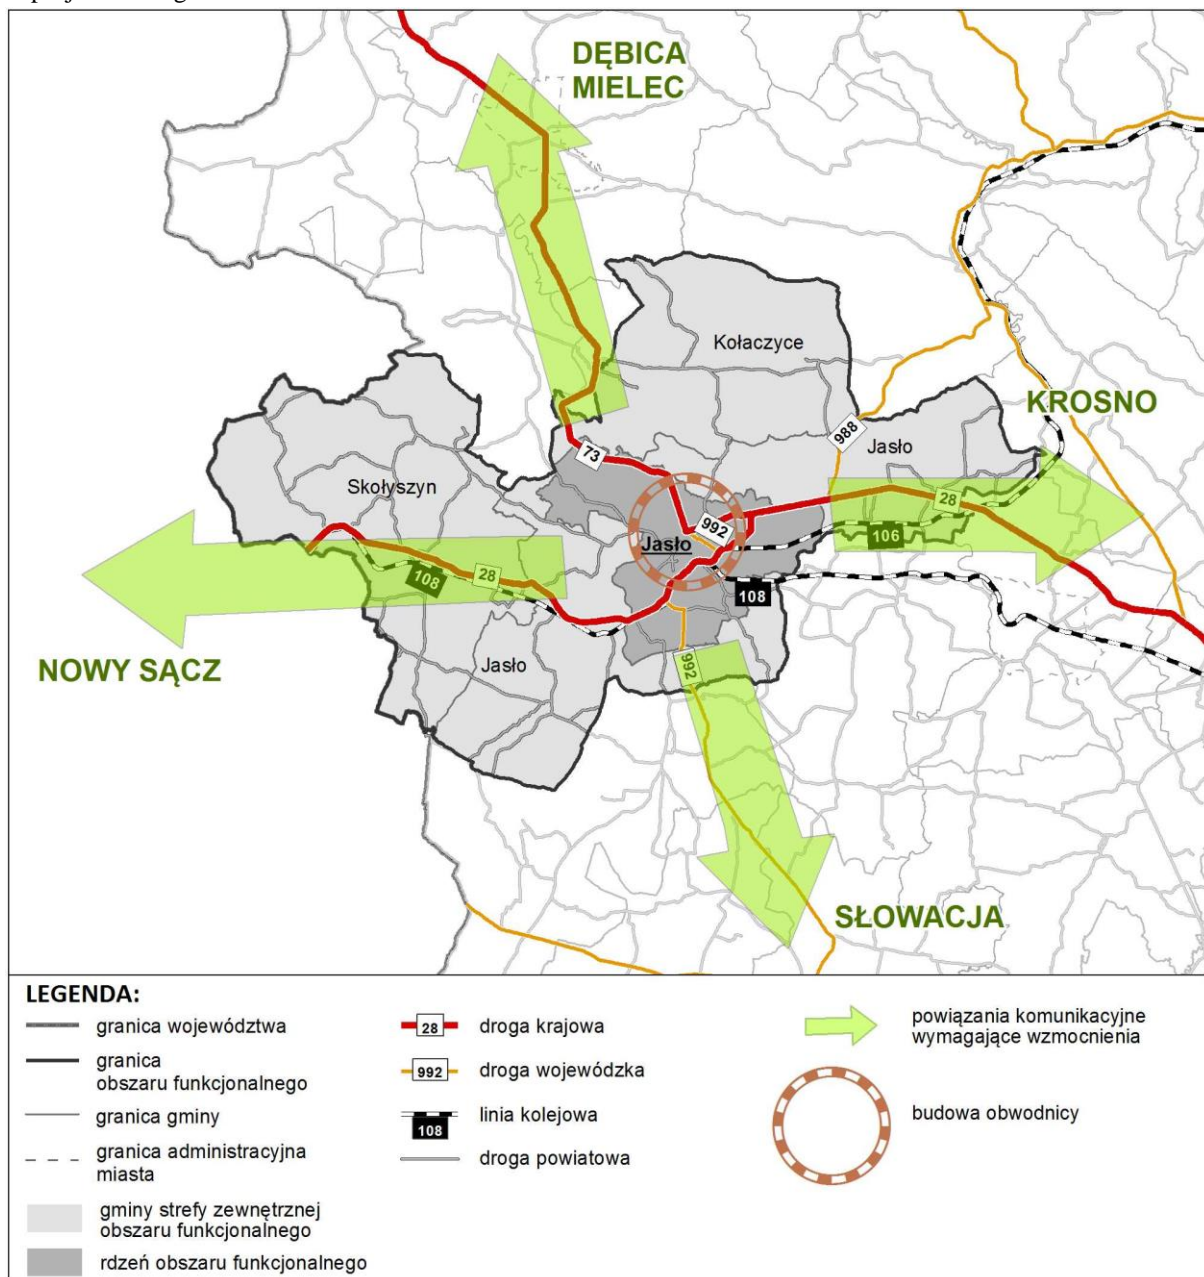 DĘBICA
MIELEC
Kołaczyce
KROSNO
988
Jasło
73
Skołyszyn
28
992
Jasło
106
28
108
108
NOWY SĄCZ
Jasło
992
SŁOWACJA
LEGENDA:
granica województwa
granica
obszaru funkcjonalnego
granica gminy
granica administracyjna
miasta
gminy strefy zewnętrznej
obszaru funkcjonalnego
rdzeń obszaru funkcjonalnego
28
droga krajowa
992
droga wojewódzka
linia kolejowa
108
droga powiatowa
powiązania komunikacyjne
wymagające wzmocnienia
budowa obwodnicy